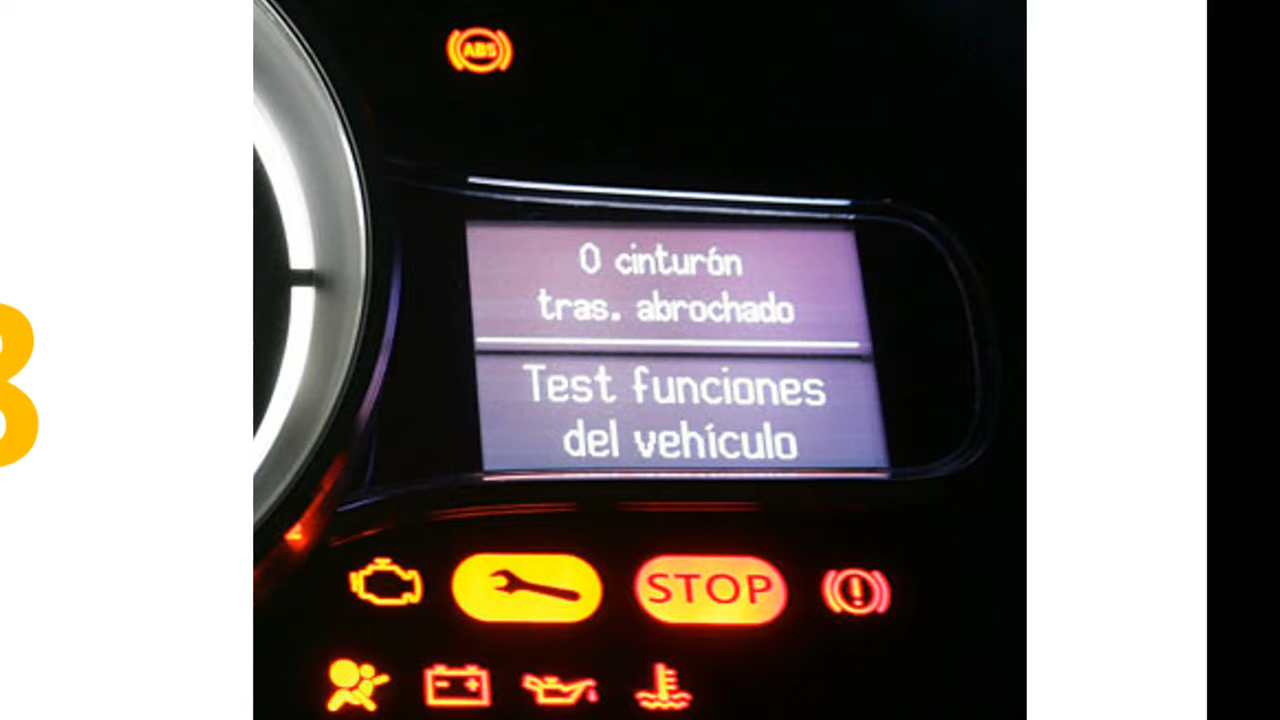 ABS
0 cinturón
tras. abrochado
Test funciones
del vehículo
STOP